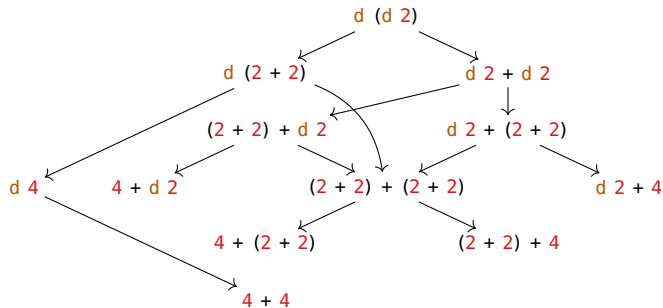 d (d 2)
d (2 + 2)
d 2 + d 2
(2 + 2) + d 2
d 2 + (2 + 2)
d 4
4 + d 2
(2 + 2) + (2 + 2)
d 2 + 4
4 + (2 + 2)
(2 + 2) + 4
4 + 4